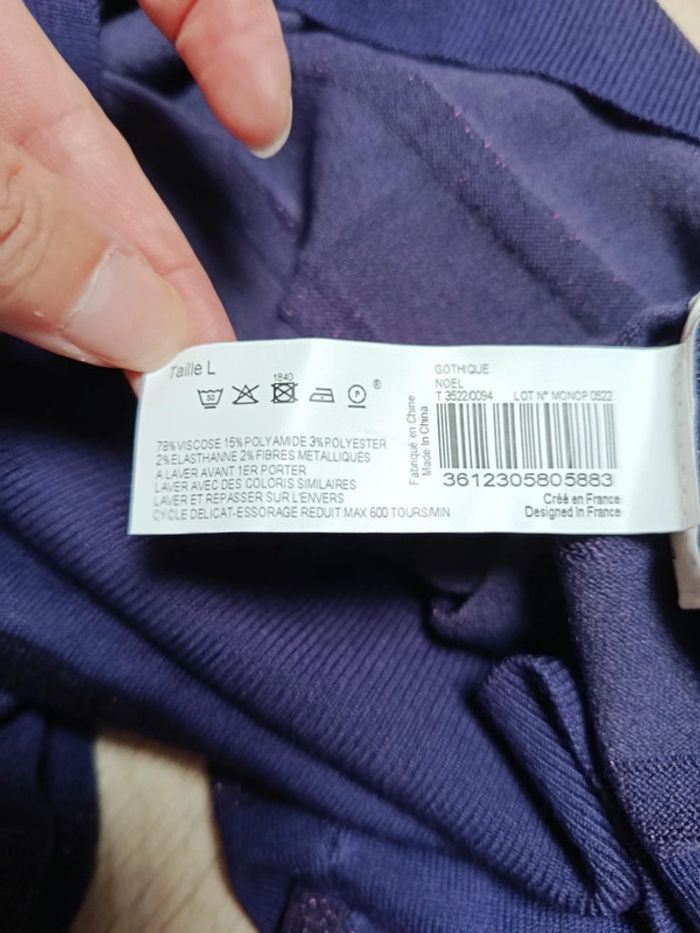 Taille L
1840
30
P
®
78% VISCOSE 15% POLYAMIDE 3% POLYESTER
2% ELASTHANNE 2% FIBRES METALLIQUES
A LAVER AVANT 1ER PORTER
LAVER AVEC DES COLORIS SIMILAIRES
LAVER ET REPASSER SUR L'ENVERS
CYCLE DELICAT-ESSORAGE REDUIT MAX 600 TOURS/MIN
Fabriqué en Chine
Made In China
GOTHIQUE
NOEL
T 3522/0094 LOT N° MONOP 0522
3612305805883
Créé en France
Designed In France